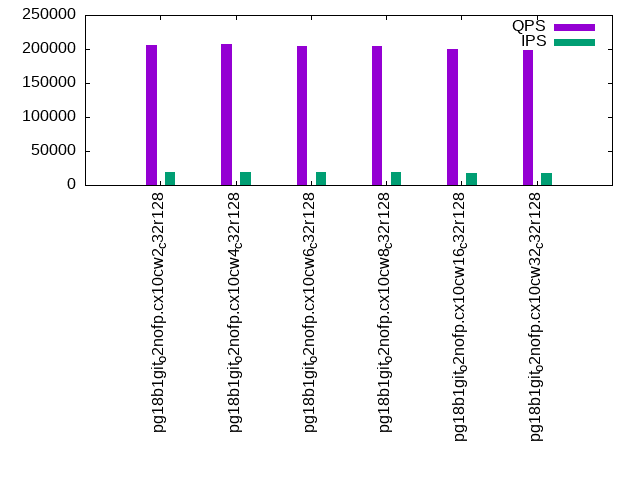 250000
200000
150000
100000
50000
0
QPS
IPS
pg18b1git_o2nofp.cx10cw2_c32r128
pg18b1git_o2nofp.cx10cw4_c32r128
pg18b1git_o2nofp.cx10cw6_c32r128
pg18b1git_o2nofp.cx10cw8_c32r128
pg18b1git_o2nofp.cx10cw16_c32r128
pg18b1git_o2nofp.cx10cw32_c32r128